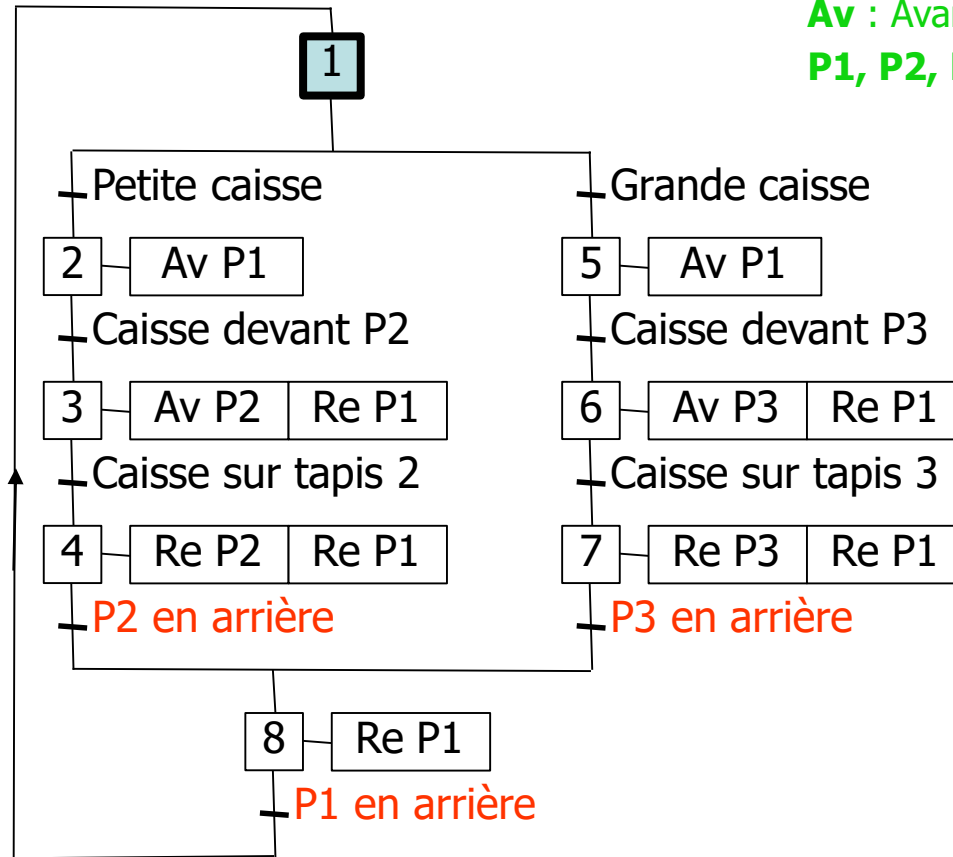 Av : Avan
P1, P2,
1
Petite caisse Grande caisse
2 Av P1 5 Av P1
Caisse devant P2 Caisse devant P3
3 Av P2 Re P1 6 Av P3 Re P1
Caisse sur tapis 2 Caisse sur tapis 3
4 Re P2 Re P1 7 Re P3 Re P1
P2 en arrière P3 en arrière
8 Re P1
P1 en arrière